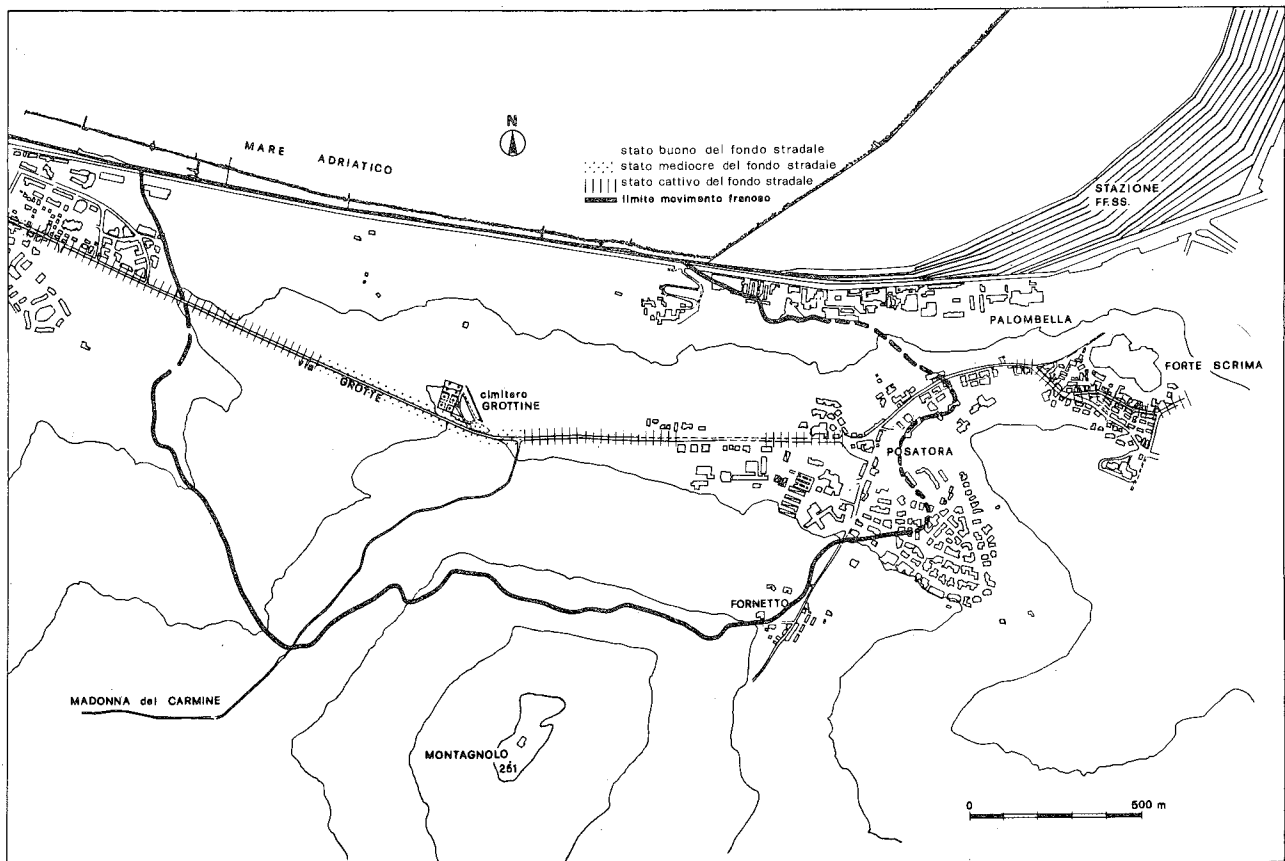 MARE ADRIATICO
N
stato buono del fondo stradale
stato mediocre del fondo stradale
stato cattivo del fondo stradale
limite movimento franoso
STAZIONE
FF.SS.
PALOMBELLA
FORTE SCRIMA
via GROTTE
cimitero
GROTTINE
POSATORA
FORNETTO
MADONNA del CARMINE
MONTAGNOLO
251
0 500 m